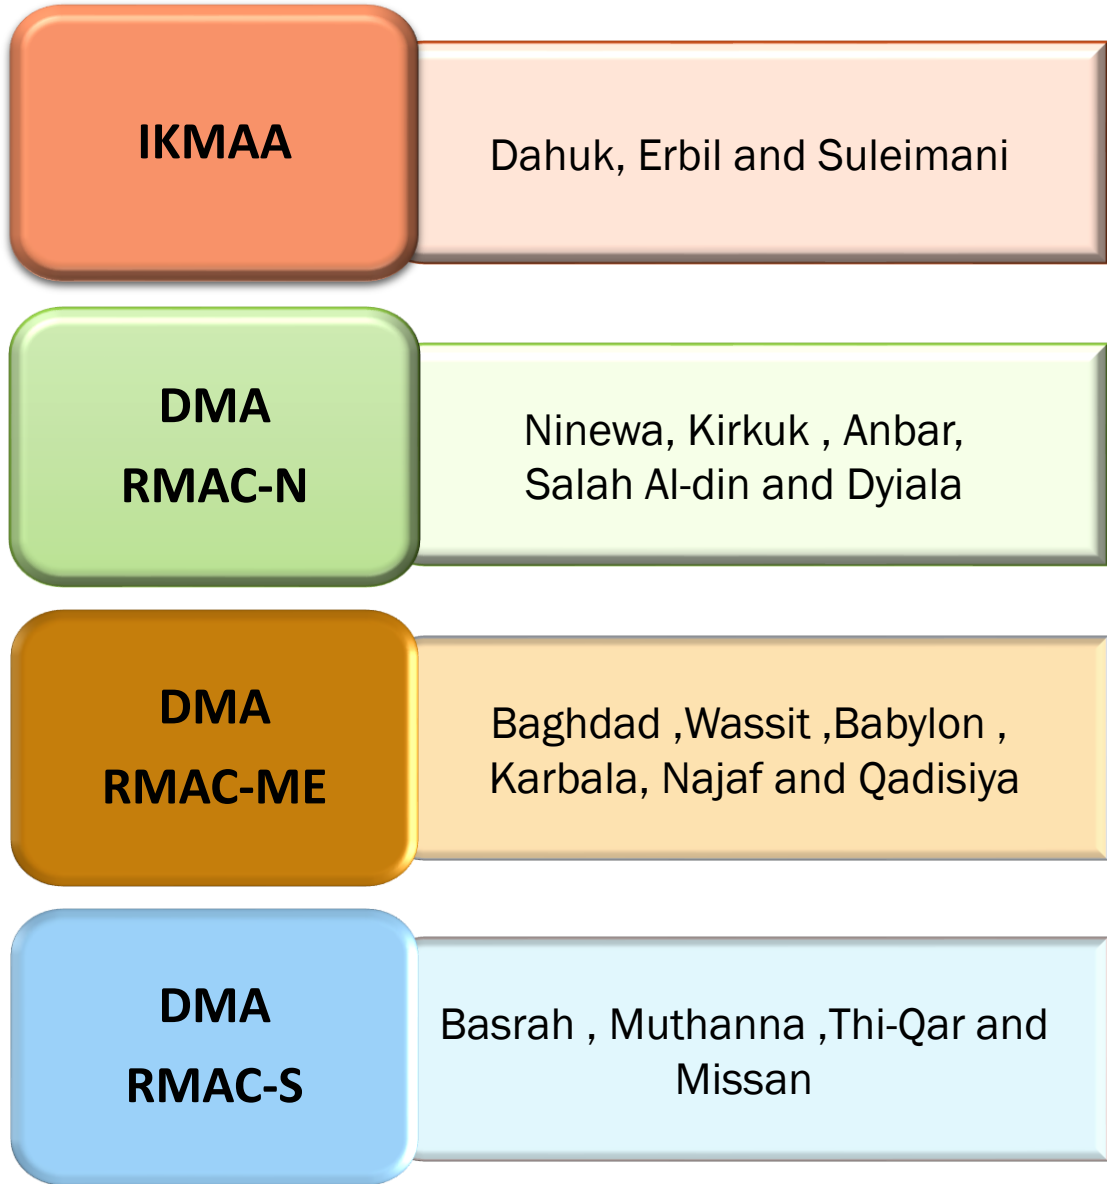 IKMAA
Dahuk, Erbil and Suleimani
DMA
RMAC-N
Ninewa, Kirkuk , Anbar,
Salah Al-din and Dyiala
DMA
RMAC-ME
Baghdad ,Wassit ,Babylon ,
Karbala, Najaf and Qadisiya
DMA
RMAC-S
Basrah , Muthanna ,Thi-Qar and
Missan